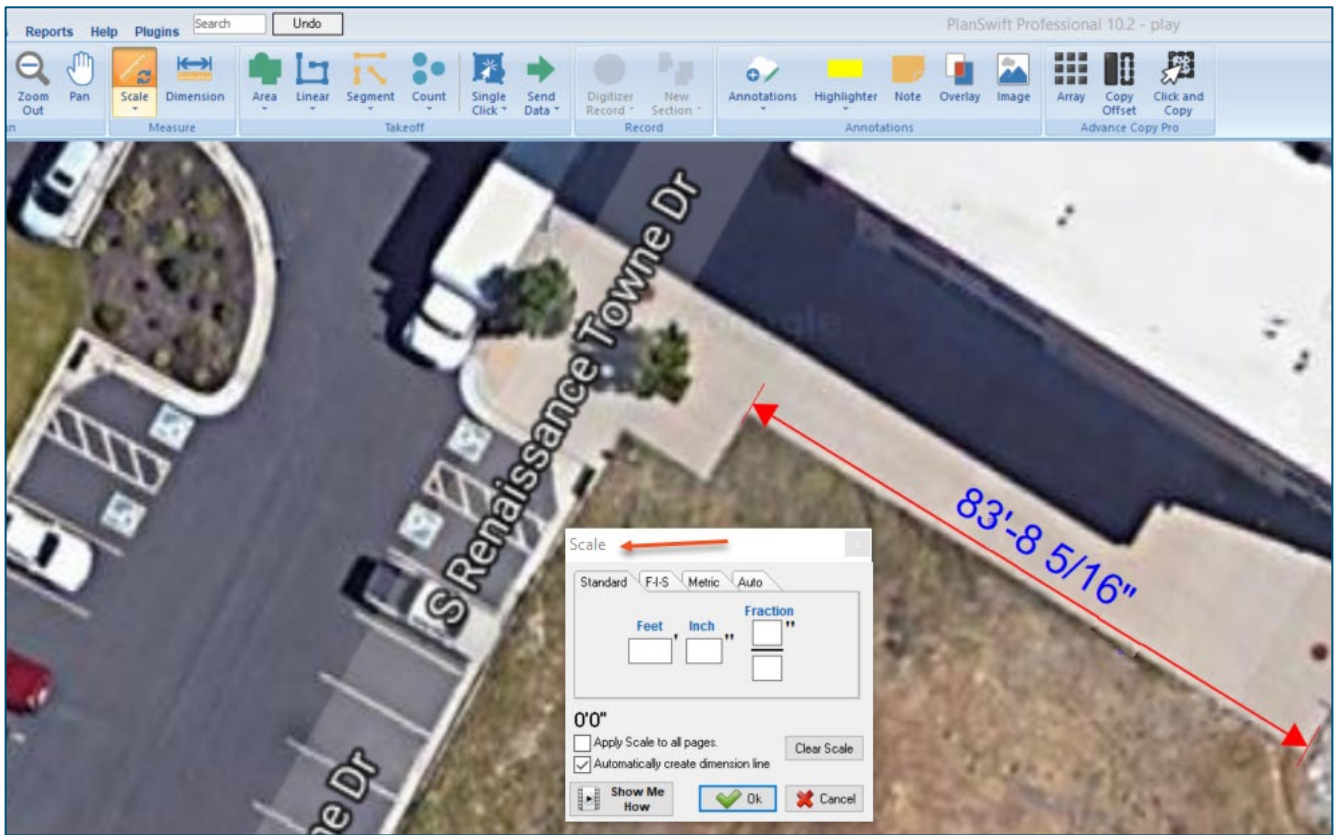 PlanSwift Professional 10.2 - play
Reports Help Plugins Search Undo
Zoom Out
Pan
Scale
Dimension
Area
Linear
Segment
Count
Single Click
Send Data
Digitizer Record
New Section
Annotations
Highlighter
Note
Overlay
Image
Array
Copy Offset
Click and Copy
Measure
Takeoff
Record
Annotations
Advance Copy Pro
S Renaissance Towne Dr
83'-8 5/16"
Scale
Standard F-I-S Metric Auto
Feet ' Inch " Fraction "
0'0"
Apply Scale to all pages.
Clear Scale
Automatically create dimension line
Show Me How
Ok
Cancel
ne Dr